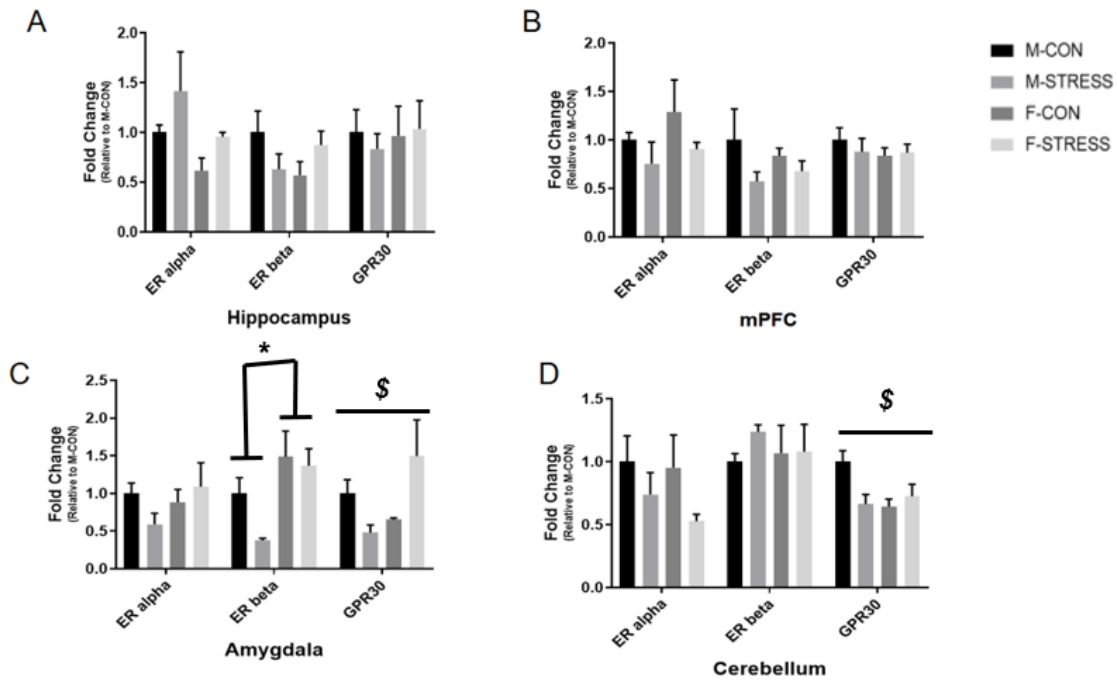 A
2.0
1.5
1.0
0.5
0.0
Fold Change
(Relative to M-CON)
ER alpha
ER beta
GPR30
Hippocampus
B
2.0
1.5
1.0
0.5
0.0
Fold Change
(Relative to M-CON)
ER alpha
ER beta
GPR30
mPFC
M-CON
M-STRESS
F-CON
F-STRESS
C
2.5
2.0
1.5
1.0
0.5
0.0
Fold Change
(Relative to M-CON)
*
$
ER alpha
ER beta
GPR30
Amygdala
D
1.5
1.0
0.5
0.0
Fold Change
(Relative to M-CON)
$
ER alpha
ER beta
GPR30
Cerebellum